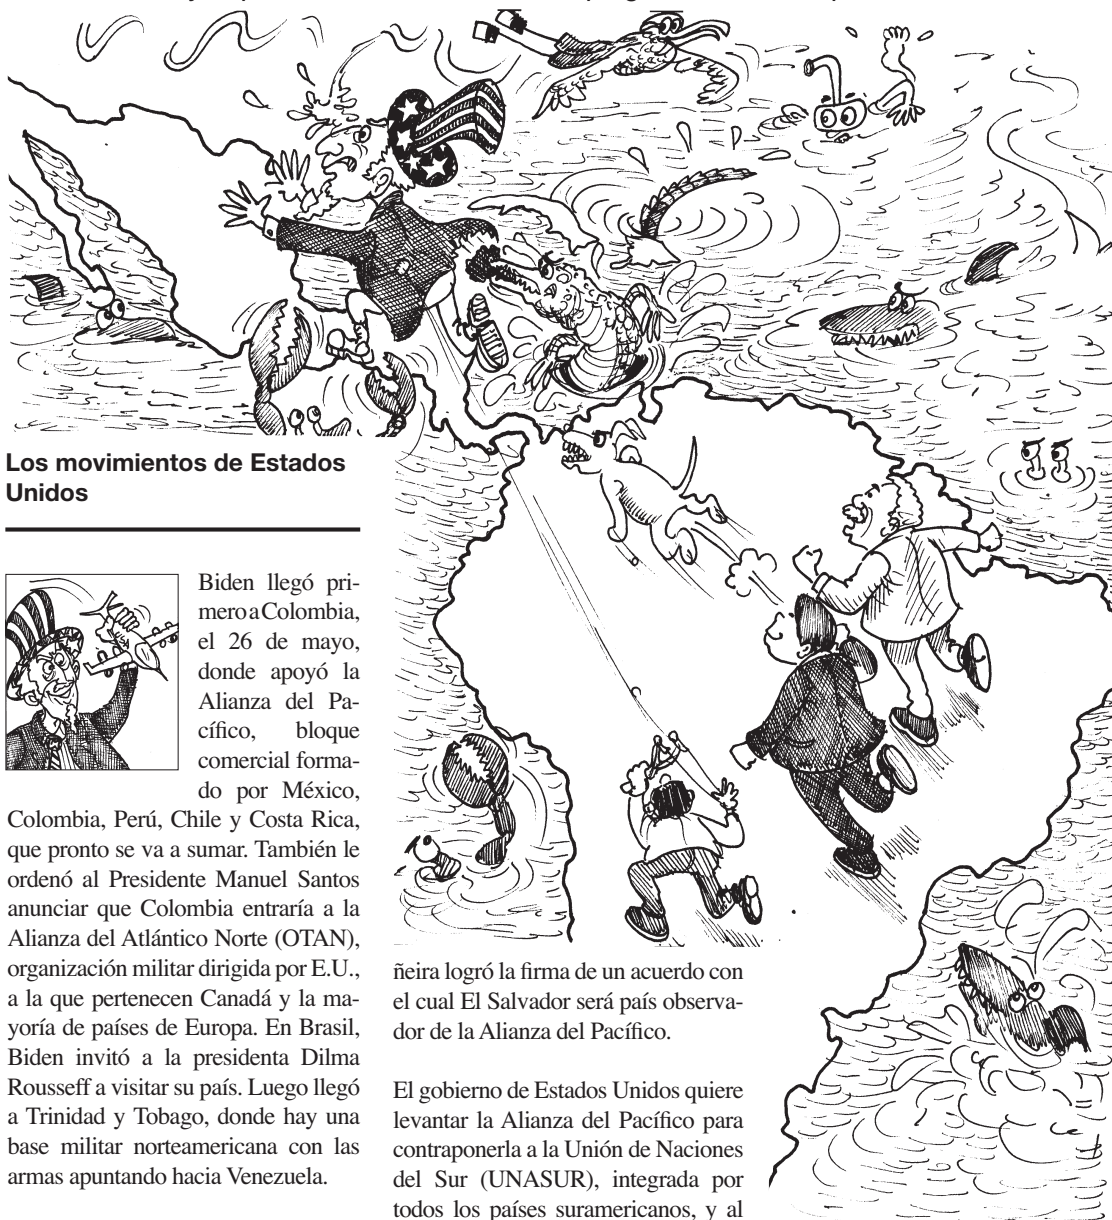 Los movimientos de Estados
Unidos
Biden llegó pri-
mero a Colombia,
el 26 de mayo,
donde apoyó la
Alianza del Pa-
cífico, bloque
comercial forma-
do por México,
Colombia, Perú, Chile y Costa Rica,
que pronto se va a sumar. También le
ordenó al Presidente Manuel Santos
anunciar que Colombia entraría a la
Alianza del Atlántico Norte (OTAN),
organización militar dirigida por E.U.,
a la que pertenecen Canadá y la ma-
yoría de países de Europa. En Brasil,
Biden invitó a la presidenta Dilma
Rousseff a visitar su país. Luego llegó
a Trinidad y Tobago, donde hay una
base militar norteamericana con las
armas apuntando hacia Venezuela.
ñeira logró la firma de un acuerdo con
el cual El Salvador será país observa-
dor de la Alianza del Pacífico.
El gobierno de Estados Unidos quiere
levantar la Alianza del Pacífico para
contraponerla a la Unión de Naciones
del Sur (UNASUR), integrada por
todos los países suramericanos, y al